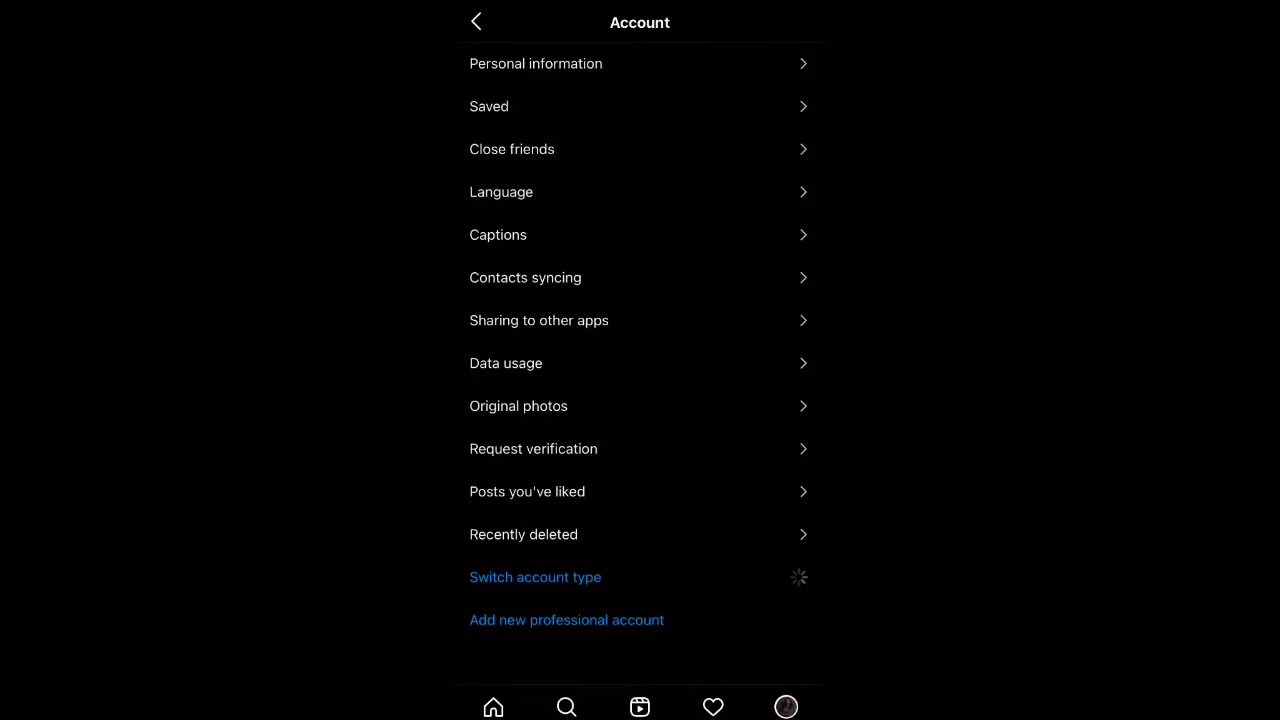 Account
Personal information
Saved
Close friends
Language
Captions
Contacts syncing
Sharing to other apps
Data usage
Original photos
Request verification
Posts you've liked
Recently deleted
Switch account type
Add new professional account